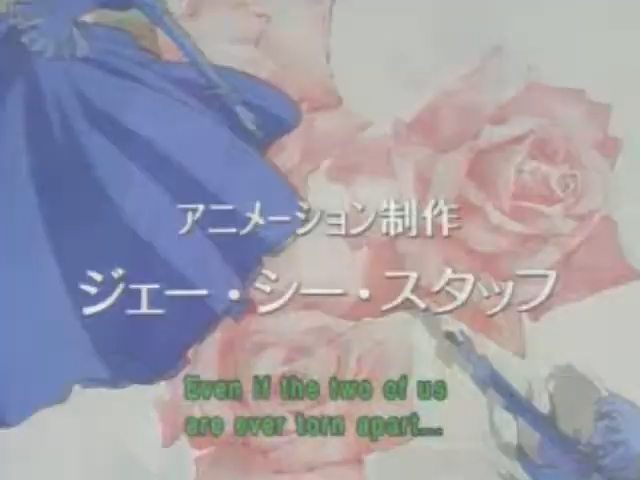 アニメーション制作
ジェー・シー・スタッフ
Even if the two of us
are ever torn apart....